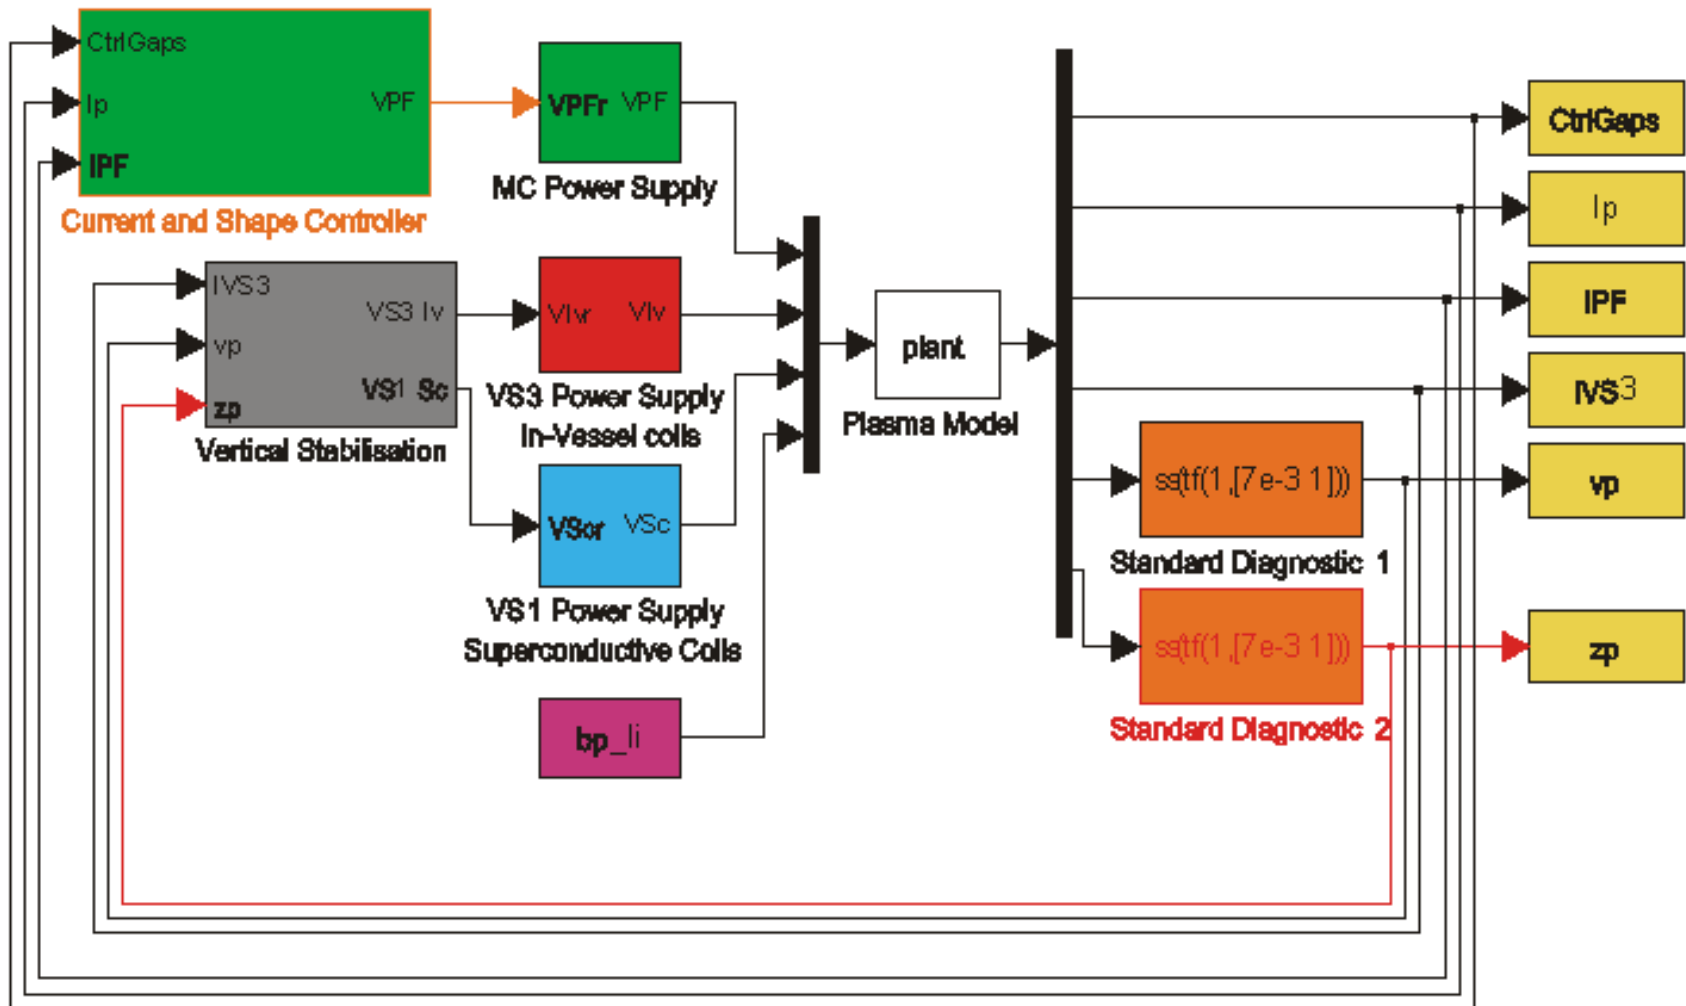 CtrlGaps
Ip
IPF
VPF
Current and Shape Controller
VPFr VPF
MC Power Supply
IVS3
vp
zp
VS3 Iv
VS1 Sc
Vertical Stabilisation
VIvr VIv
VS3 Power Supply
In-Vessel coils
VScr VSc
VS1 Power Supply
Superconductive Coils
bp_li
plant
Plasma Model
ss(tf(1,[7e-3 1]))
Standard Diagnostic 1
ss(tf(1,[7e-3 1]))
Standard Diagnostic 2
CtrlGaps
Ip
IPF
IVS3
vp
zp